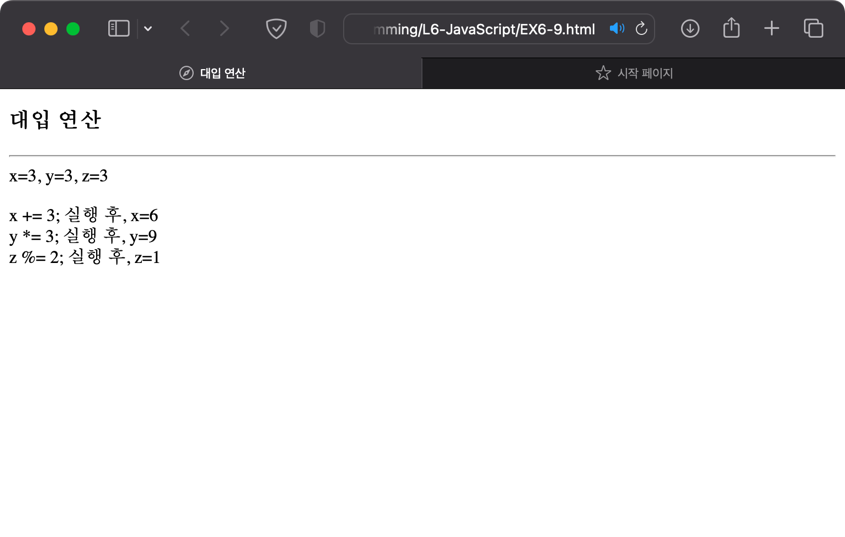 mming/L6-JavaScript/EX6-9.html
대입 연산
시작 페이지
대입 연산
x=3, y=3, z=3
x += 3; 실행 후, x=6
y *= 3; 실행 후, y=9
z %= 2; 실행 후, z=1